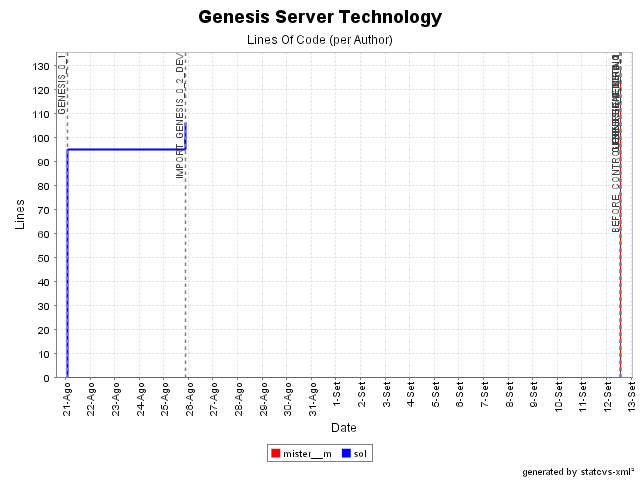 Genesis Server Technology
Lines Of Code (per Author)
Lines
130
120
110
100
90
80
70
60
50
40
30
20
10
0
GENESIS_0_1
IMPORT_GENESIS_0_2_DEV
21-Ago
22-Ago
23-Ago
24-Ago
25-Ago
26-Ago
27-Ago
28-Ago
29-Ago
30-Ago
31-Ago
1-Set
2-Set
3-Set
4-Set
5-Set
6-Set
7-Set
8-Set
9-Set
10-Set
11-Set
12-Set
13-Set
Date
mister__m
sol
generated by statcvs-xml²